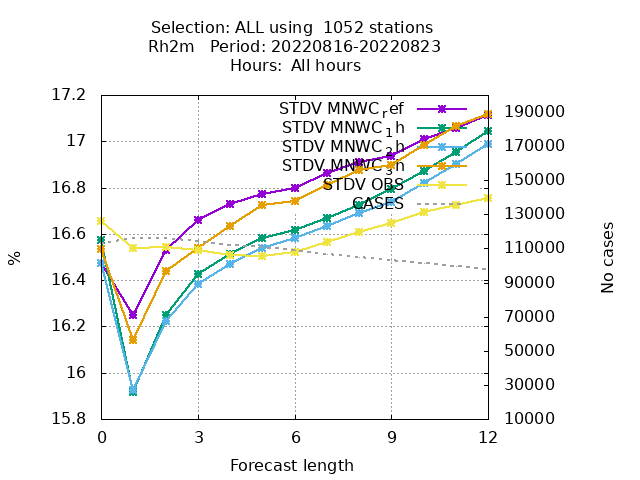 Selection: ALL using  1052 stations
Rh2m   Period: 20220816-20220823
Hours:  All hours
17.2
17
16.8
16.6
16.4
16.2
16
15.8
%
STDV MNWC_ref
STDV MNWC_1h
STDV MNWC_2h
STDV MNWC_3h
STDV OBS
CASES
190000
170000
150000
130000
110000
90000
70000
50000
30000
10000
No cases
0 3 6 9 12
Forecast length